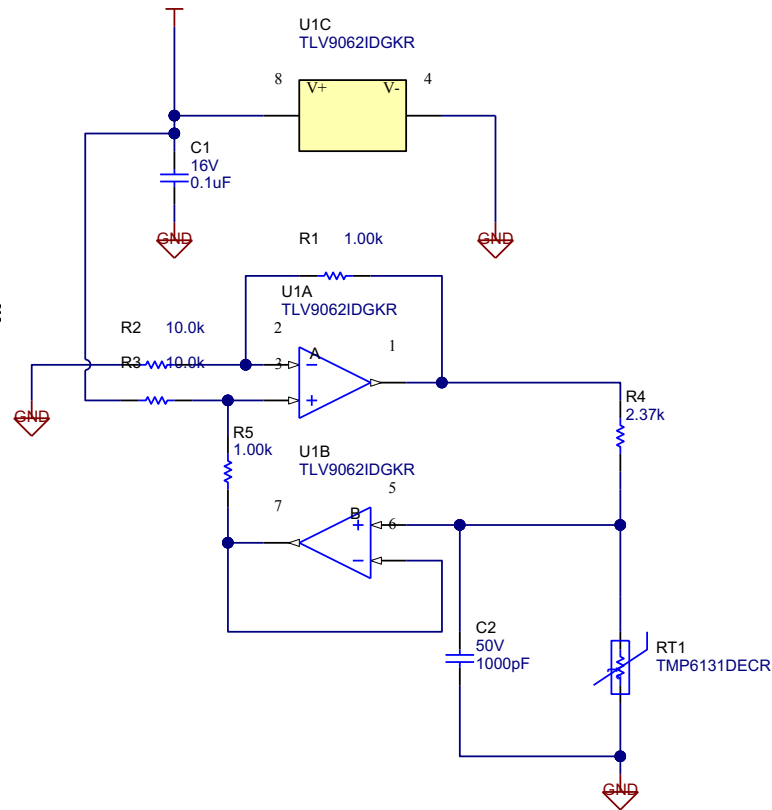 U1C
TLV9062IDGKR
8
V+
V-
4
C1
16V
0.1uF
GND
GND
R1 1.00k
U1A
TLV9062IDGKR
R2 10.0k
2
1
A
R3 10.0k
3
−
+
GND
R4
2.37k
R5
1.00k
U1B
TLV9062IDGKR
5
7
B
+
6
−
C2
50V
1000pF
RT1
TMP6131DECR
GND